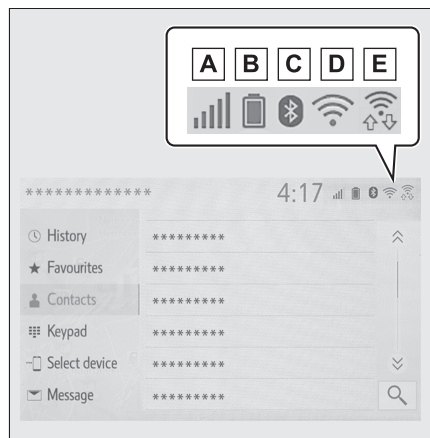 A B C D E
************* 4:17
History *********
Favourites *********
Contacts *********
Keypad *********
Select device *********
Message *********